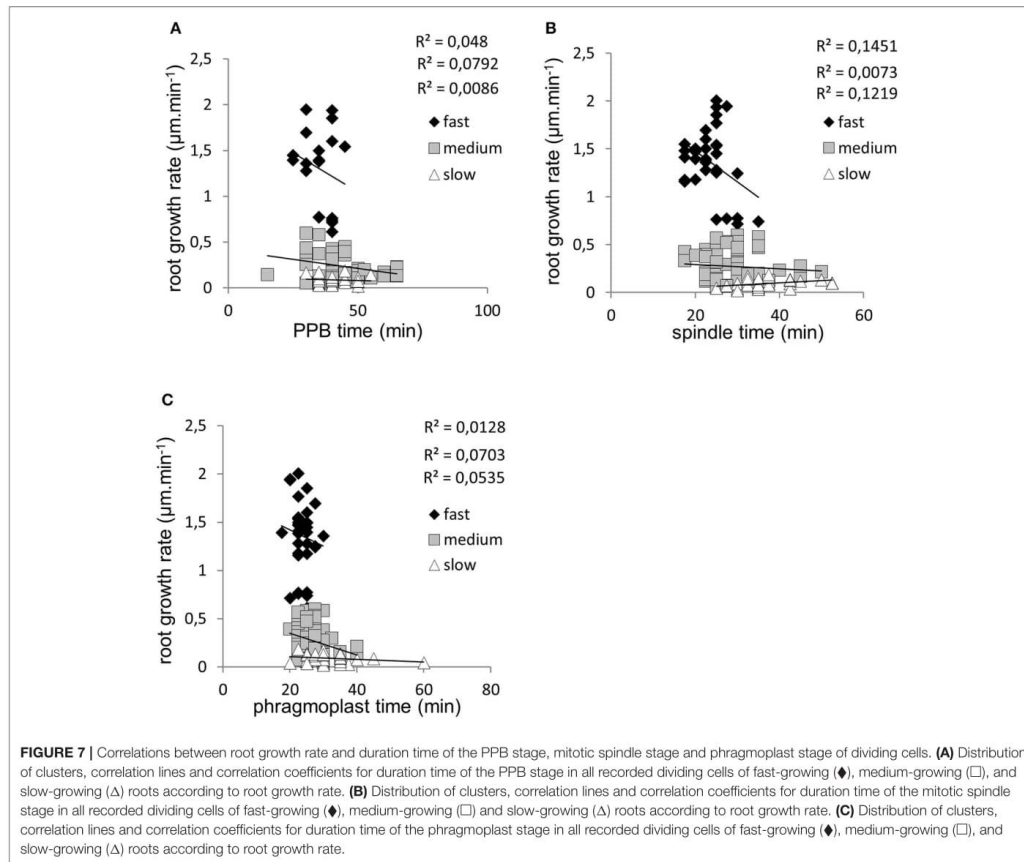 A
R² = 0,048
R² = 0,0792
R² = 0,0086
◆ fast
medium
△ slow
root growth rate (µm.min⁻¹)
2,5
2
1,5
1
0,5
0
0 50 100
PPB time (min)
B
R² = 0,1451
R² = 0,0073
R² = 0,1219
◆ fast
medium
△ slow
root growth rate (µm.min⁻¹)
2,5
2
1,5
1
0,5
0
0 20 40 60
spindle time (min)
C
R² = 0,0128
R² = 0,0703
R² = 0,0535
◆ fast
medium
△ slow
root growth rate (µm.min⁻¹)
2,5
2
1,5
1
0,5
0
0 20 40 60 80
phragmoplast time (min)
FIGURE 7 | Correlations between root growth rate and duration time of the PPB stage, mitotic spindle stage and phragmoplast stage of dividing cells. (A) Distribution
of clusters, correlation lines and correlation coefficients for duration time of the PPB stage in all recorded dividing cells of fast-growing (♦), medium-growing (□), and
slow-growing (Δ) roots according to root growth rate. (B) Distribution of clusters, correlation lines and correlation coefficients for duration time of the mitotic spindle
stage in all recorded dividing cells of fast-growing (♦), medium-growing (□) and slow-growing (Δ) roots according to root growth rate. (C) Distribution of clusters,
correlation lines and correlation coefficients for duration time of the phragmoplast stage in all recorded dividing cells of fast-growing (♦), medium-growing (□), and
slow-growing (Δ) roots according to root growth rate.